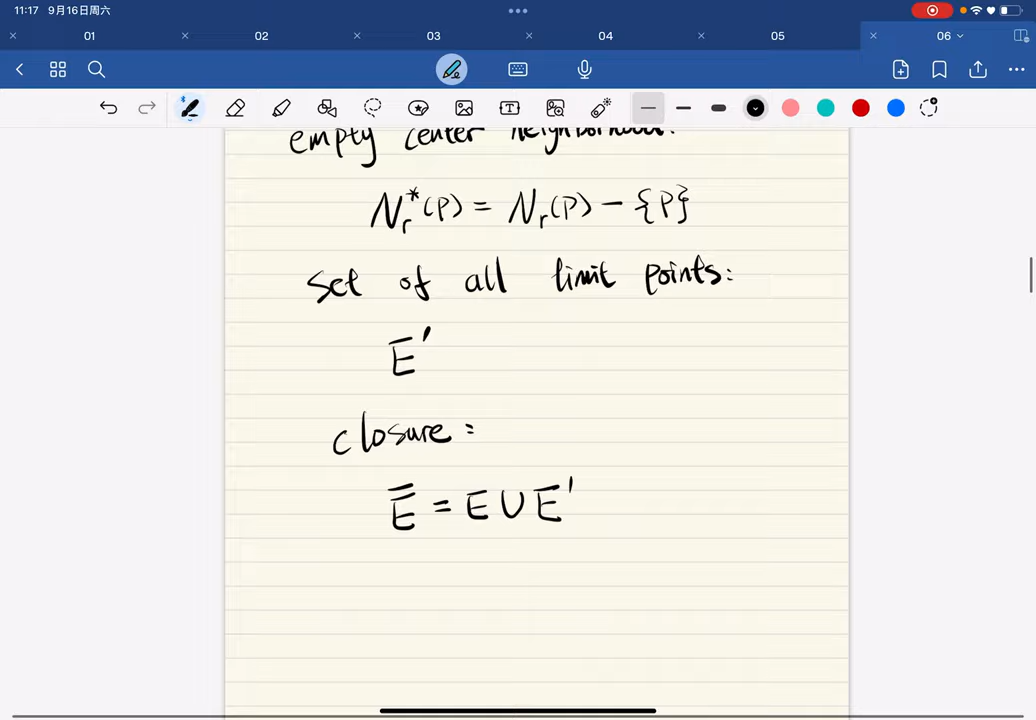 11:17 9月16日周六
01 02 03 04 05 06
empty center neighborhood:
N_r^*(P) = N_r(P) − {P}
set of all limit points:
E′
closure:
E̅ = E ∪ E′